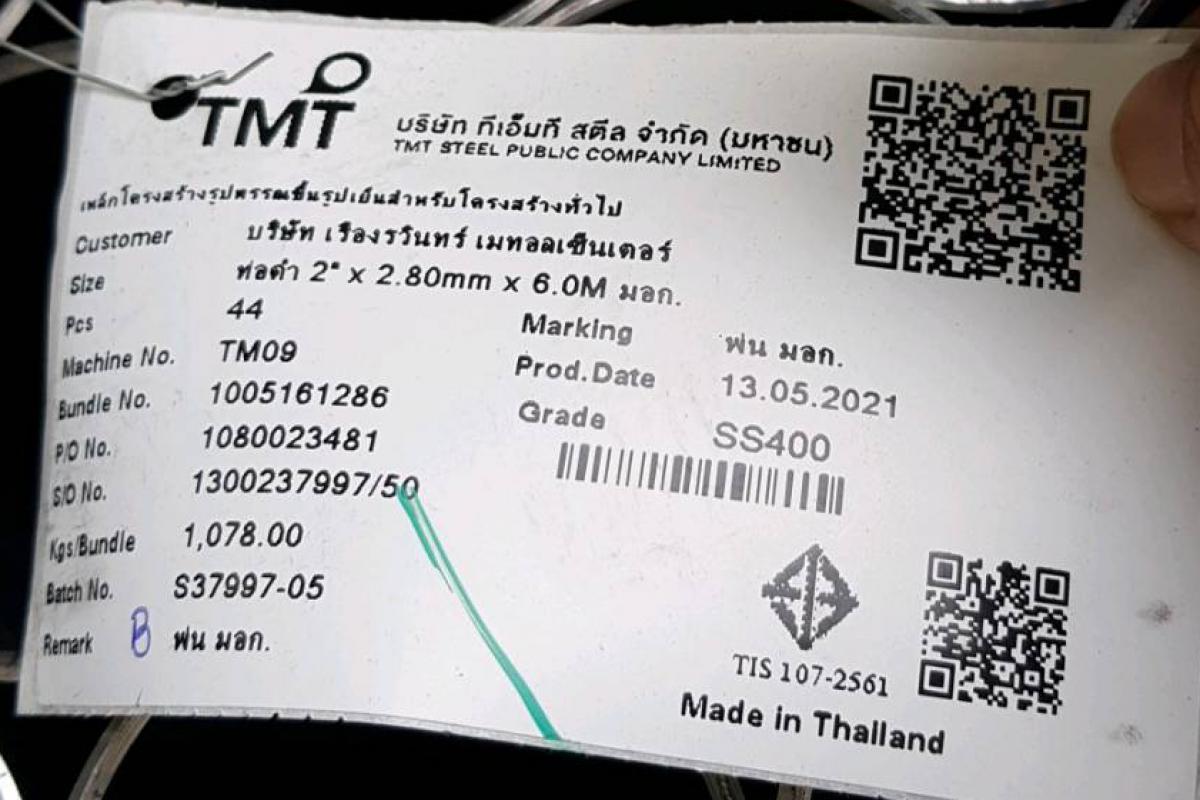 TMT
บริษัท ทีเอ็มที สตีล จำกัด (มหาชน)
TMT STEEL PUBLIC COMPANY LIMITED
เหล็กโครงสร้างรูปพรรณขึ้นรูปเย็นสำหรับโครงสร้างทั่วไป
Customer บริษัท เรืองรวินทร์ เมทอลเซ็นเตอร์
Size ท่อดำ 2" x 2.80mm x 6.0M มอก.
Pcs 44 Marking พ่น มอก.
Machine No. TM09 Prod.Date 13.05.2021
Bundle No. 1005161286 Grade SS400
P/O No. 1080023481
S/O No. 1300237997/50
Kgs/Bundle 1,078.00
Batch No. S37997-05
Remark B พ่น มอก.
TIS 107-2561
Made in Thailand